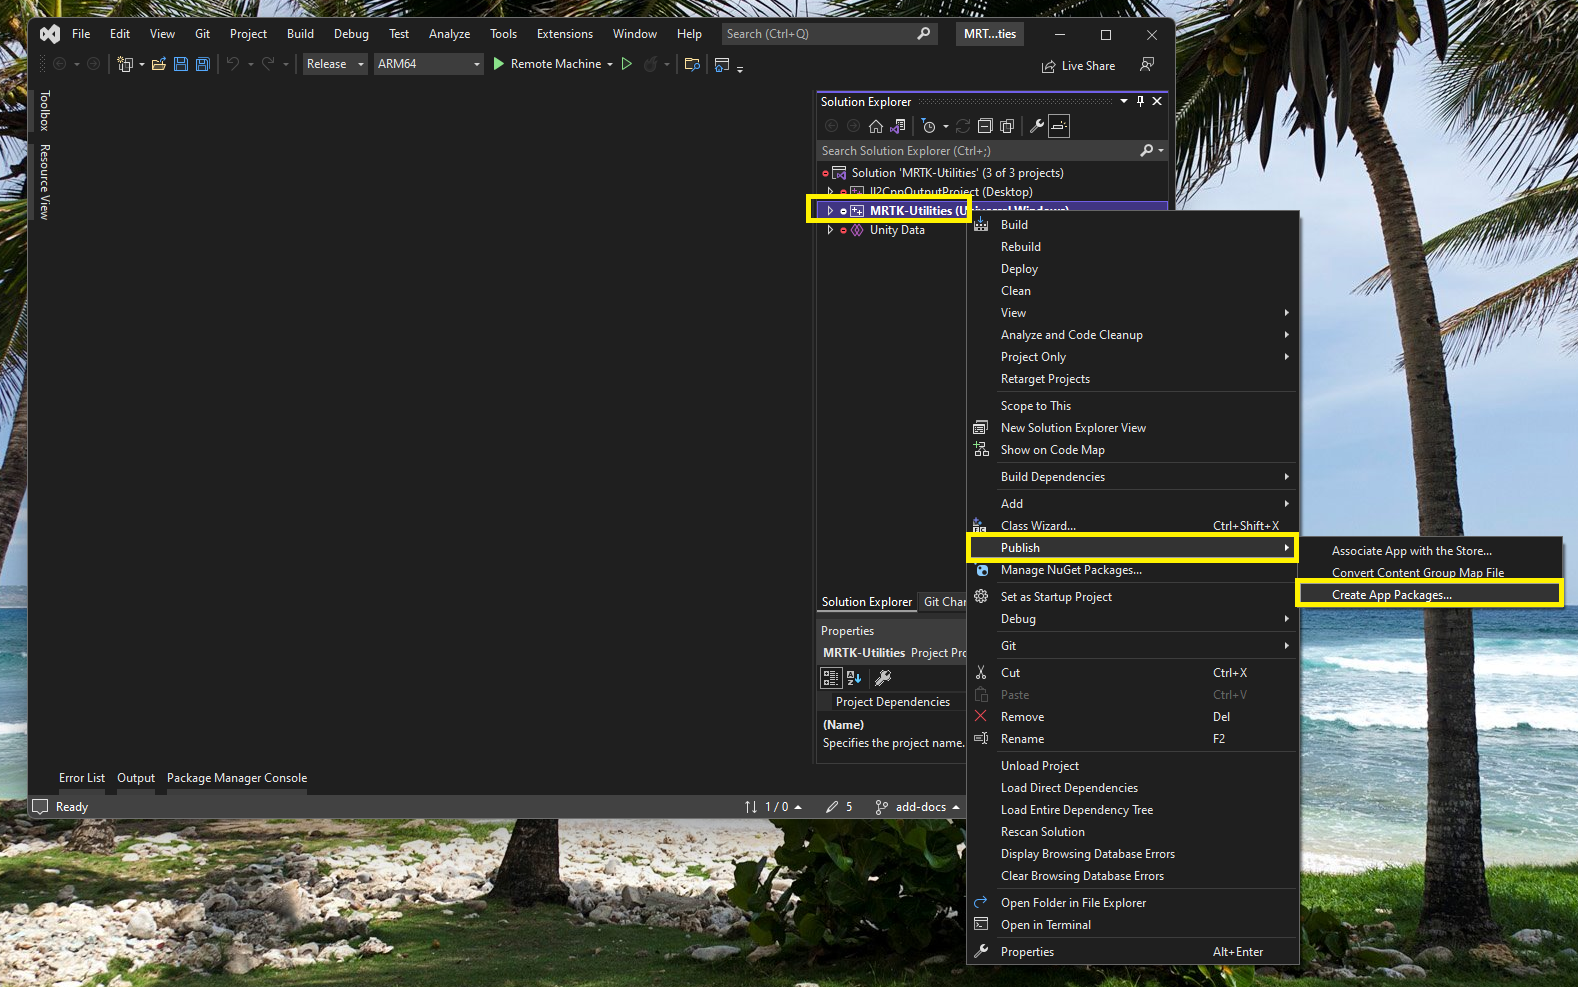 File Edit View Git Project Build Debug Test Analyze Tools Extensions Window Help Search (Ctrl+Q) MRT...ties
Release ARM64 Remote Machine Live Share
Toolbox
Resource View
Solution Explorer
Search Solution Explorer (Ctrl+;)
Solution 'MRTK-Utilities' (3 of 3 projects)
Il2CppOutputProject (Desktop)
MRTK-Utilities (Universal Windows)
Unity Data
Build
Rebuild
Deploy
Clean
View
Analyze and Code Cleanup
Project Only
Retarget Projects
Scope to This
New Solution Explorer View
Show on Code Map
Build Dependencies
Add
Class Wizard... Ctrl+Shift+X
Publish
Manage NuGet Packages...
Set as Startup Project
Debug
Git
Cut Ctrl+X
Paste Ctrl+V
Remove Del
Rename F2
Unload Project
Load Direct Dependencies
Load Entire Dependency Tree
Rescan Solution
Display Browsing Database Errors
Clear Browsing Database Errors
Open Folder in File Explorer
Open in Terminal
Properties Alt+Enter
Associate App with the Store...
Convert Content Group Map File
Create App Packages...
Solution Explorer Git Char
Properties
MRTK-Utilities Project Pro
Project Dependencies
(Name)
Specifies the project name.
Error List Output Package Manager Console
Ready 1 / 0 5 add-docs